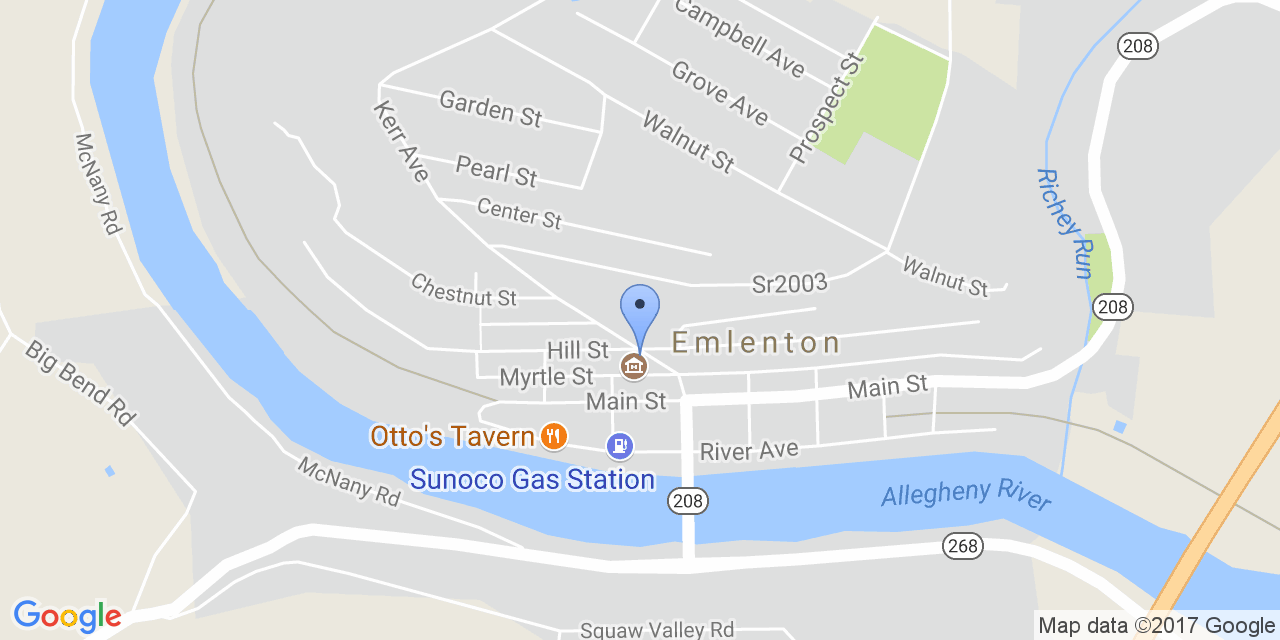 Campbell Ave
208
Grove Ave
Prospect St
Garden St
Kerr Ave
Walnut St
McNany Rd
Pearl St
Center St
Richey Run
Walnut St
Sr2003
Chestnut St
208
Emlenton
Hill St
Myrtle St
Main St
Main St
Big Bend Rd
Otto's Tavern
River Ave
Sunoco Gas Station
McNany Rd
208
Allegheny River
268
Google
Squaw Valley Rd
Map data ©2017 Google